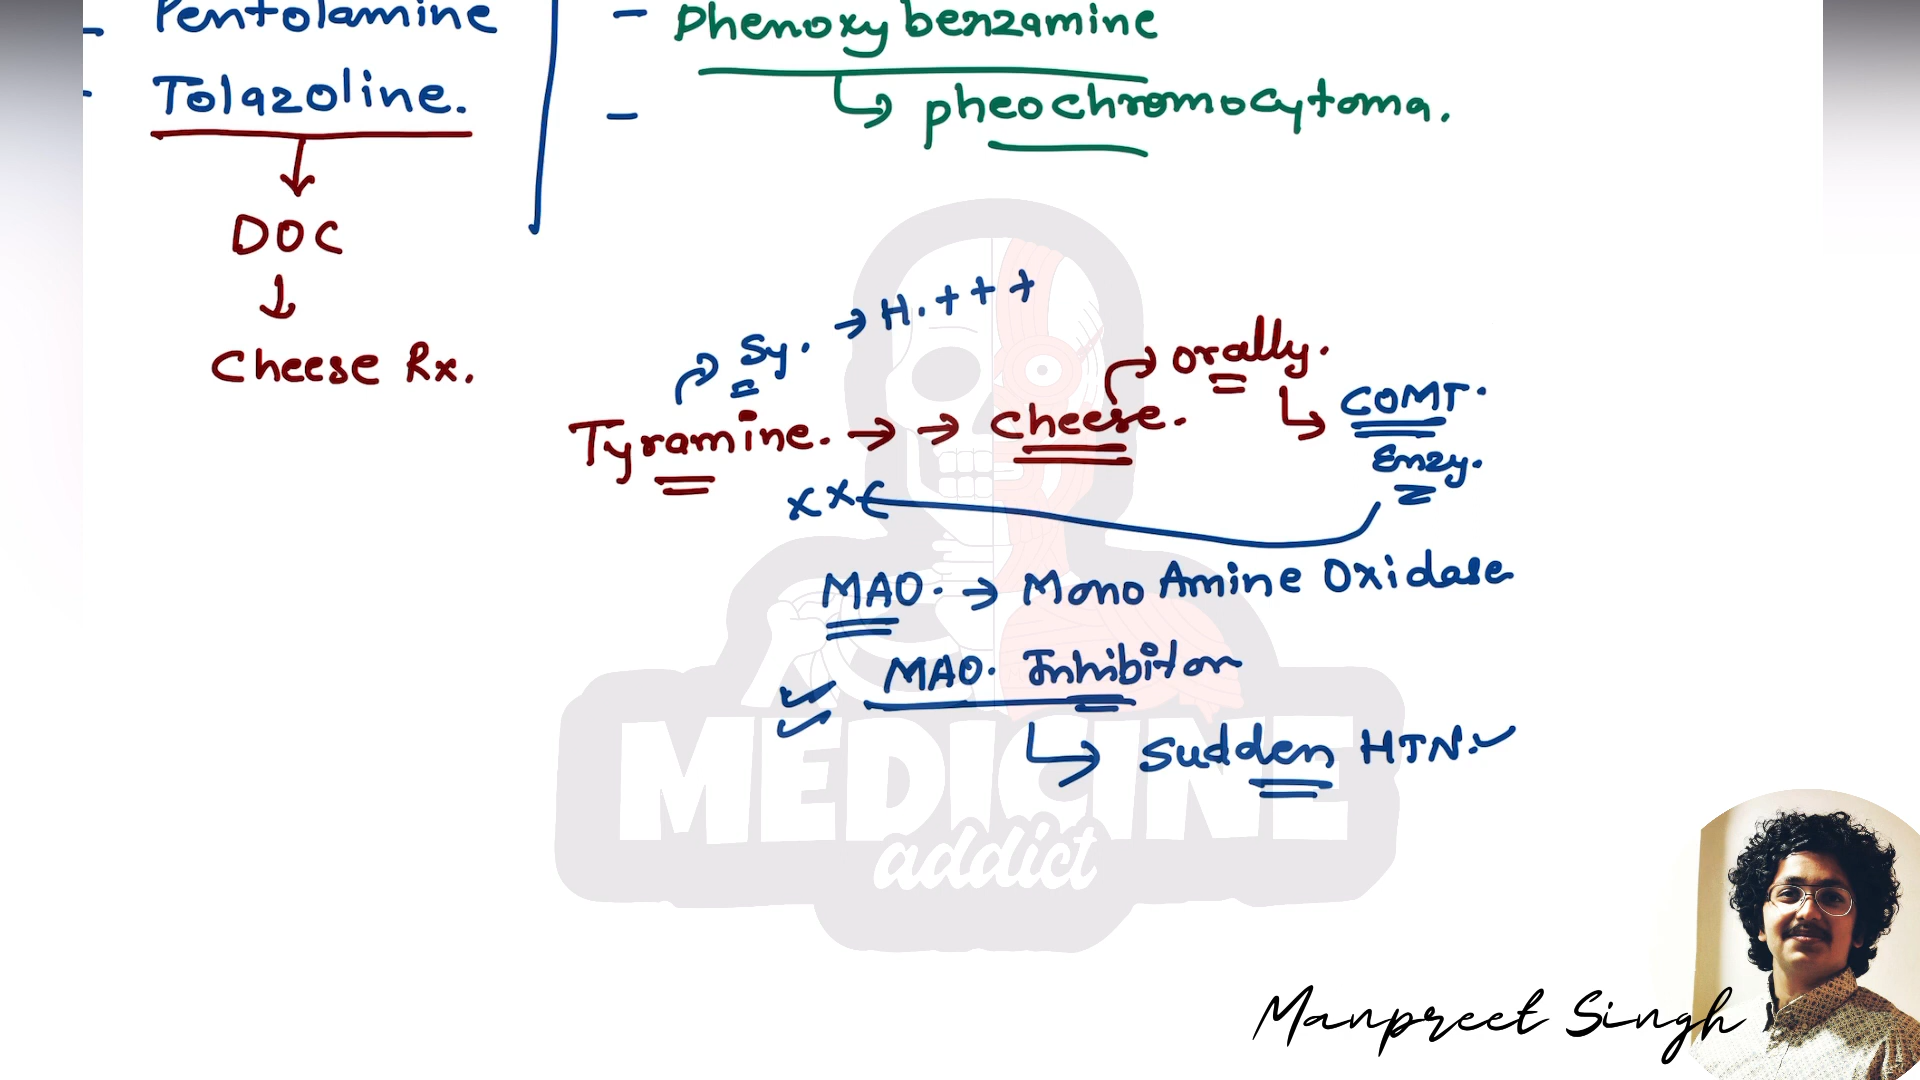 - Pentolamine
- Tolazoline.
↓
DOC
↓
Cheese Rx.
- Phenoxybenzamine
↳ pheochromocytoma.
-
Sy. → H. + + +
Tyramine. → → Cheese. → orally.
↳ COMT.
Enzy.
x x
MAO. → Mono Amine Oxidase
MAO. Inhibitor
↳ Sudden HTN.
MEDICINE
addict
Manpreet Singh